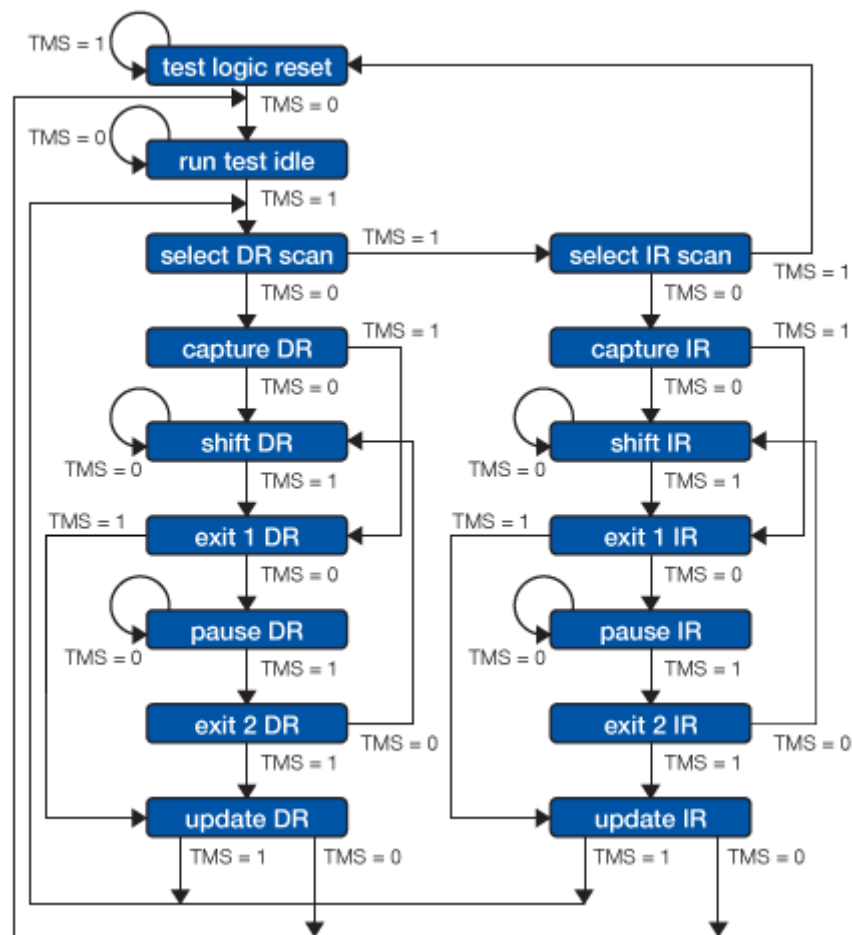 TMS = 1
test logic reset
TMS = 0
TMS = 0
run test idle
TMS = 1
select DR scan
TMS = 1
select IR scan
TMS = 1
TMS = 0
TMS = 0
capture DR
TMS = 1
capture IR
TMS = 1
TMS = 0
TMS = 0
shift DR
shift IR
TMS = 0
TMS = 1
TMS = 0
TMS = 1
TMS = 1
exit 1 DR
TMS = 1
exit 1 IR
TMS = 0
TMS = 0
pause DR
pause IR
TMS = 0
TMS = 1
TMS = 0
TMS = 1
exit 2 DR
TMS = 0
exit 2 IR
TMS = 0
TMS = 1
TMS = 1
update DR
update IR
TMS = 1
TMS = 0
TMS = 1
TMS = 0